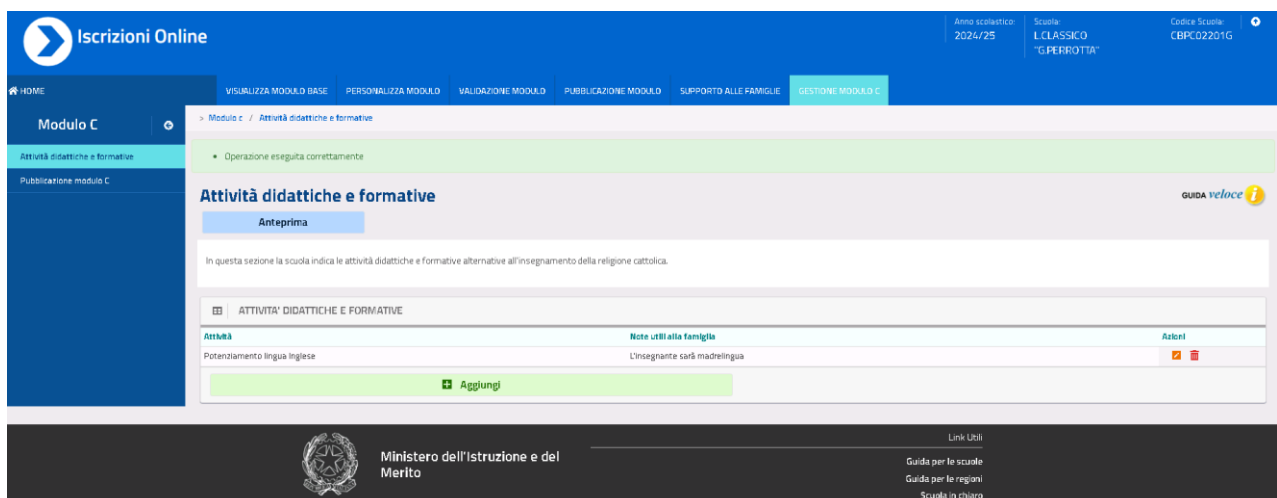 Iscrizioni Online
Anno scolastico:
2024/25
Scuola:
L.CLASSICO
"G.PERROTTA"
Codice Scuola:
CBPC02201G
HOME
VISUALIZZA MODULO BASE
PERSONALIZZA MODULO
VALIDAZIONE MODULO
PUBBLICAZIONE MODULO
SUPPORTO ALLE FAMIGLIE
GESTIONE MODULO C
Modulo C
Attività didattiche e formative
Pubblicazione modulo C
> Modulo c / Attività didattiche e formative
• Operazione eseguita correttamente
Attività didattiche e formative
GUIDA veloce i
Anteprima
In questa sezione la scuola indica le attività didattiche e formative alternative all'insegnamento della religione cattolica.
ATTIVITA' DIDATTICHE E FORMATIVE
Attività Note utili alla famiglia Azioni
Potenziamento lingua Inglese L'insegnante sarà madrelingua
Aggiungi
Ministero dell'Istruzione e del
Merito
Link Utili
Guida per le scuole
Guida per le regioni
Scuola in chiaro